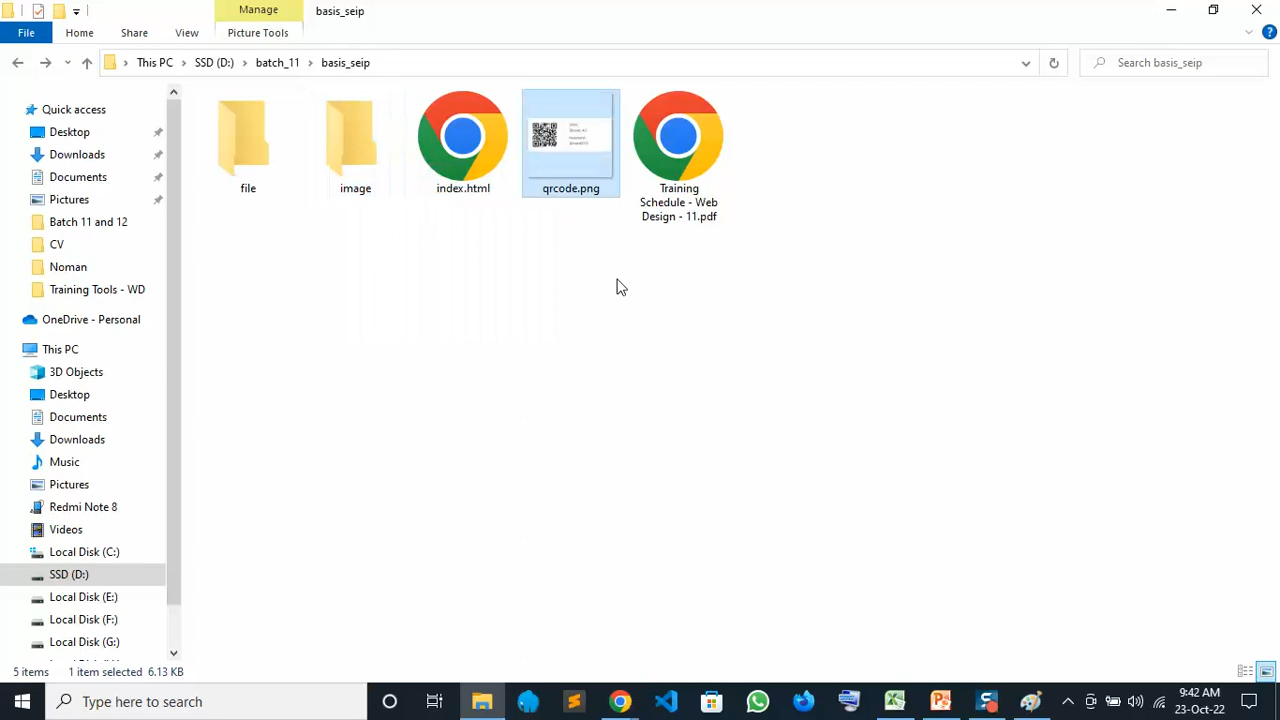 Manage
basis_seip
File
Home
Share
View
Picture Tools
This PC
SSD (D:)
batch_11
basis_seip
Search basis_seip
Quick access
Desktop
Downloads
Documents
Pictures
Batch 11 and 12
CV
Noman
Training Tools - WD
OneDrive - Personal
This PC
3D Objects
Desktop
Documents
Downloads
Music
Pictures
Redmi Note 8
Videos
Local Disk (C:)
SSD (D:)
Local Disk (E:)
Local Disk (F:)
Local Disk (G:)
file
image
index.html
qrcode.png
Training
Schedule - Web
Design - 11.pdf
5 items
1 item selected 6.13 KB
Type here to search
9:42 AM
23-Oct-22